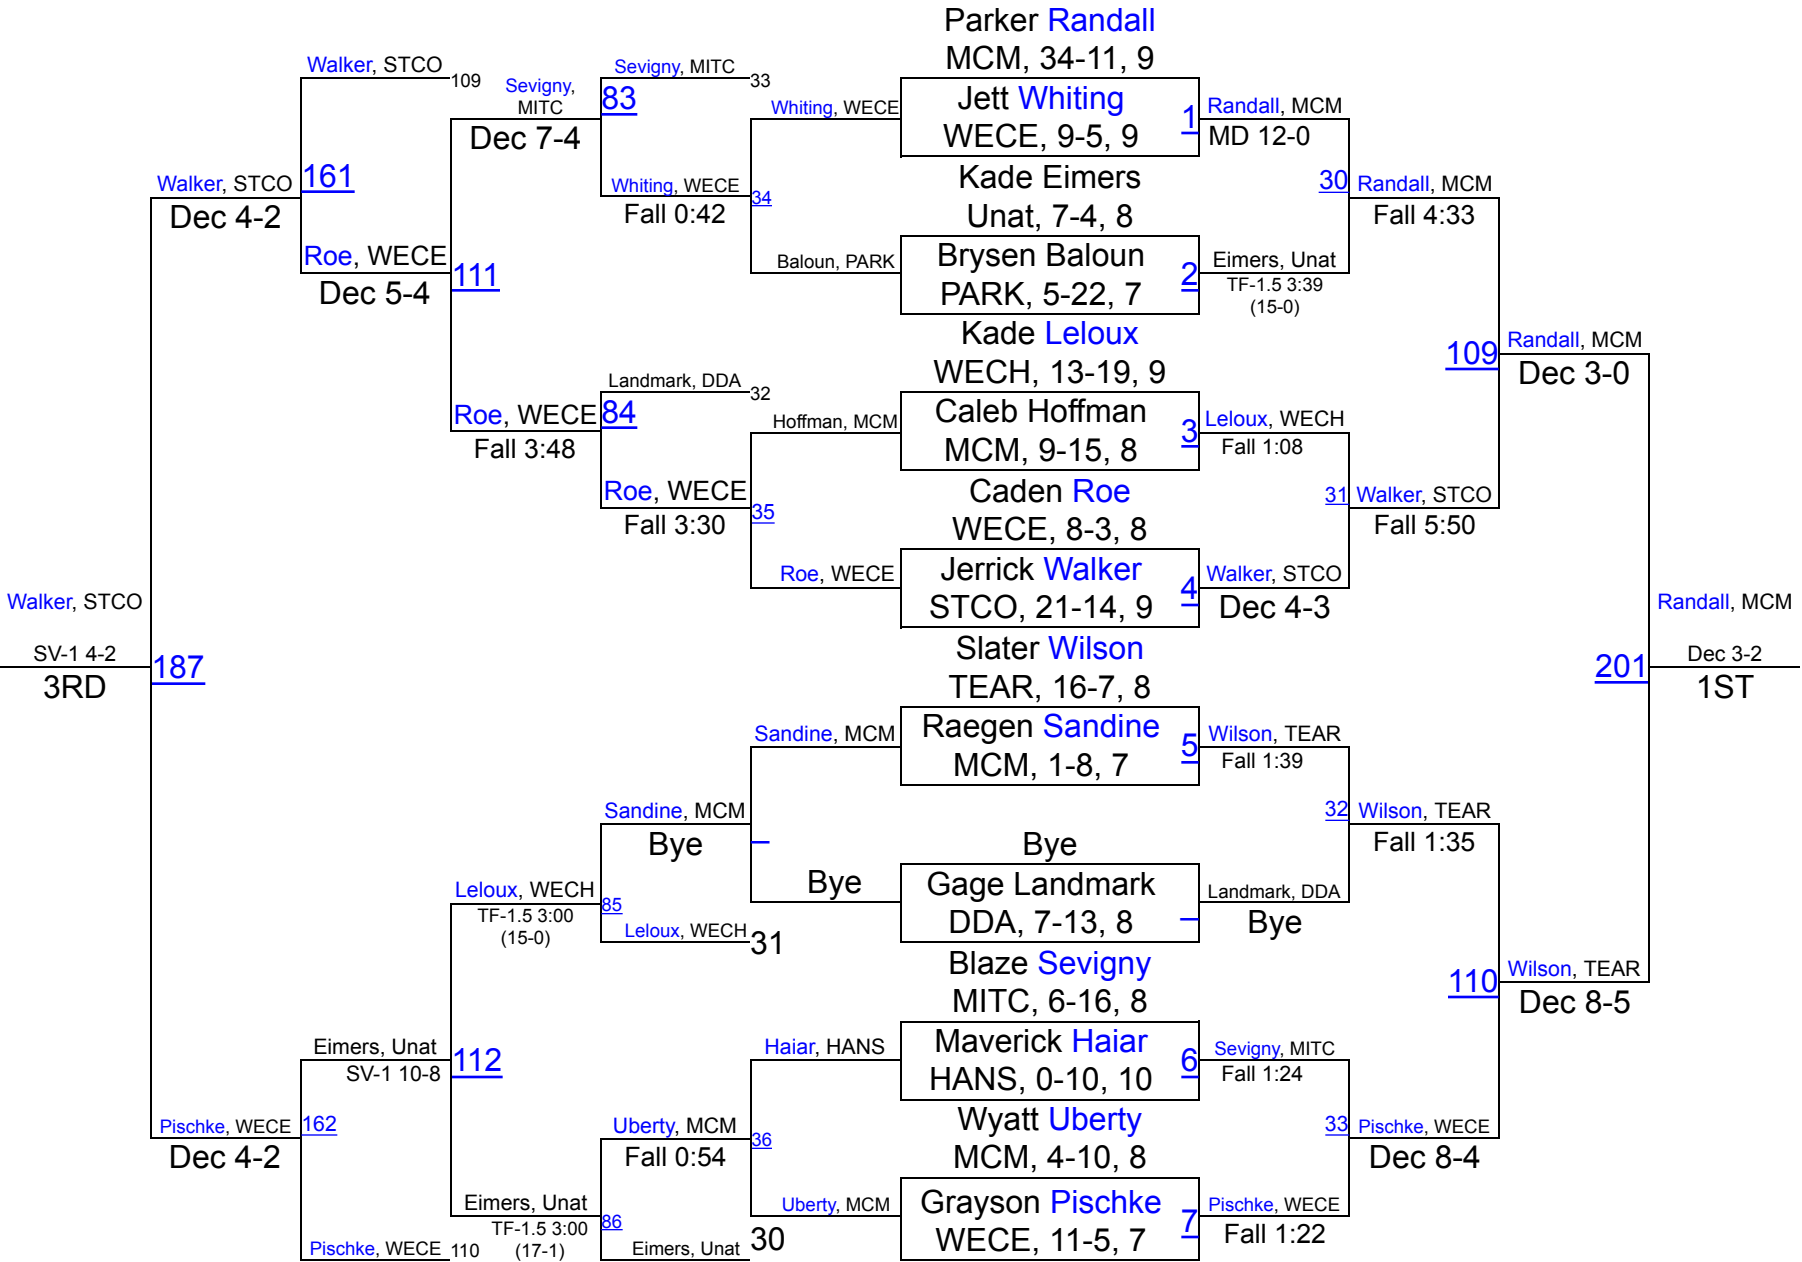 Parker Randall
MCM, 34-11, 9
Walker, STCO
109
Sevigny,
MITC
Dec 7-4
Sevigny, MITC
33
83
Whiting, WECE
Jett Whiting
WECE, 9-5, 9
1
Randall, MCM
MD 12-0
Walker, STCO
161
Dec 4-2
Whiting, WECE
34
Fall 0:42
Kade Eimers
Unat, 7-4, 8
30
Randall, MCM
Fall 4:33
Roe, WECE
111
Dec 5-4
Baloun, PARK
Brysen Baloun
PARK, 5-22, 7
2
Eimers, Unat
TF-1.5 3:39
(15-0)
Kade Leloux
WECH, 13-19, 9
109
Randall, MCM
Dec 3-0
Landmark, DDA
32
Roe, WECE
84
Fall 3:48
Hoffman, MCM
Caleb Hoffman
MCM, 9-15, 8
3
Leloux, WECH
Fall 1:08
Roe, WECE
35
Fall 3:30
Caden Roe
WECE, 8-3, 8
31
Walker, STCO
Fall 5:50
Roe, WECE
Jerrick Walker
STCO, 21-14, 9
4
Walker, STCO
Dec 4-3
Walker, STCO
SV-1 4-2
187
3RD
Slater Wilson
TEAR, 16-7, 8
Randall, MCM
201
Dec 3-2
1ST
Sandine, MCM
Raegen Sandine
MCM, 1-8, 7
5
Wilson, TEAR
Fall 1:39
Sandine, MCM
Bye
Bye
32
Wilson, TEAR
Fall 1:35
Leloux, WECH
85
TF-1.5 3:00
(15-0)
Bye
Gage Landmark
DDA, 7-13, 8
Landmark, DDA
Bye
Leloux, WECH
31
Blaze Sevigny
MITC, 6-16, 8
110
Wilson, TEAR
Dec 8-5
Eimers, Unat
112
SV-1 10-8
Haiar, HANS
Maverick Haiar
HANS, 0-10, 10
6
Sevigny, MITC
Fall 1:24
Pischke, WECE
162
Dec 4-2
Uberty, MCM
36
Fall 0:54
Wyatt Uberty
MCM, 4-10, 8
33
Pischke, WECE
Dec 8-4
Eimers, Unat
86
TF-1.5 3:00
(17-1)
Uberty, MCM
Grayson Pischke
WECE, 11-5, 7
7
Pischke, WECE
Fall 1:22
Pischke, WECE
110
Eimers, Unat
30